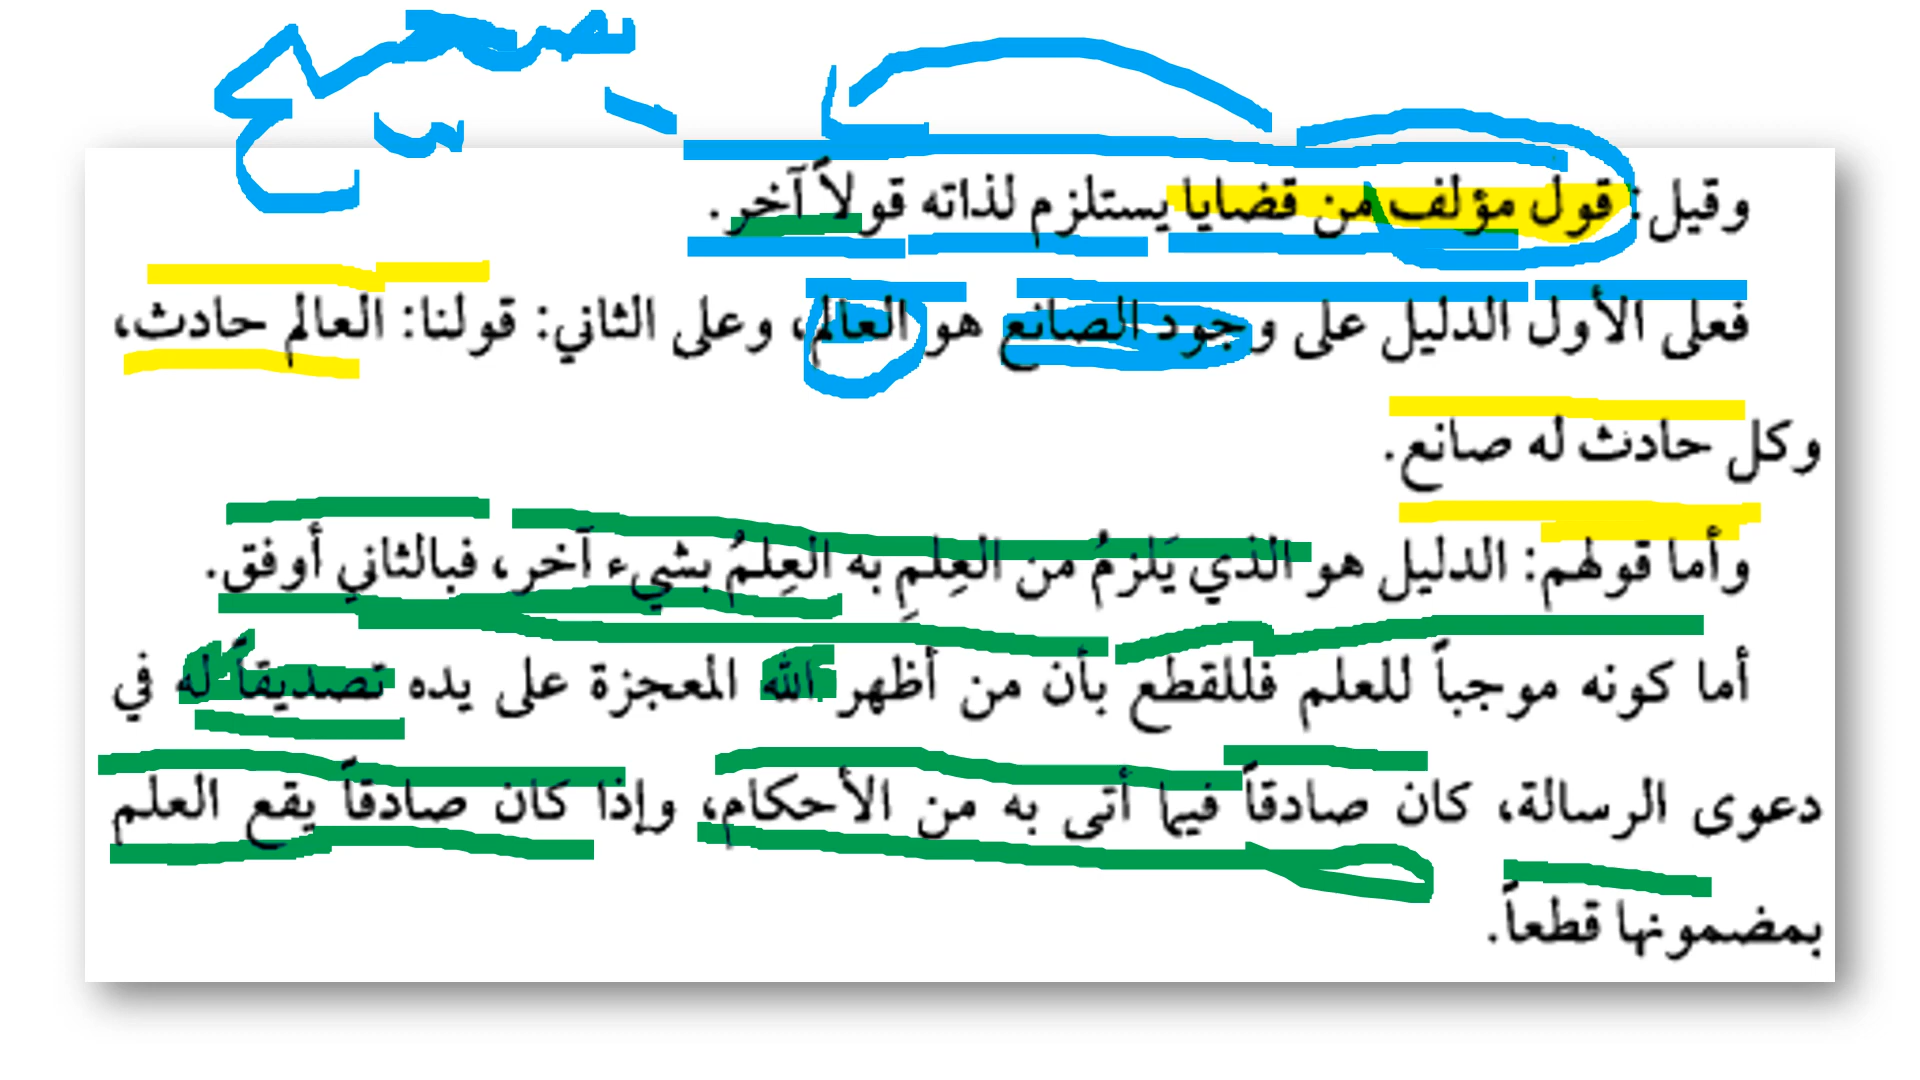 صحيح
وقيل: قول مؤلف من قضايا يستلزم لذاته قولاً آخر.
فعلى الأول الدليل على وجود الصانع هو العالم، وعلى الثاني: قولنا: العالم حادث،
وكل حادث له صانع.
وأما قولهم: الدليل هو الذي يَلزمُ من العِلمِ به العِلمُ بشيء آخر، فبالثاني أوفق.
أما كونه موجباً للعلم فللقطع بأن من أظهر الله المعجزة على يده تصديقاً له في
دعوى الرسالة، كان صادقاً فيما أتى به من الأحكام، وإذا كان صادقاً يقع العلم
بمضمونها قطعاً.